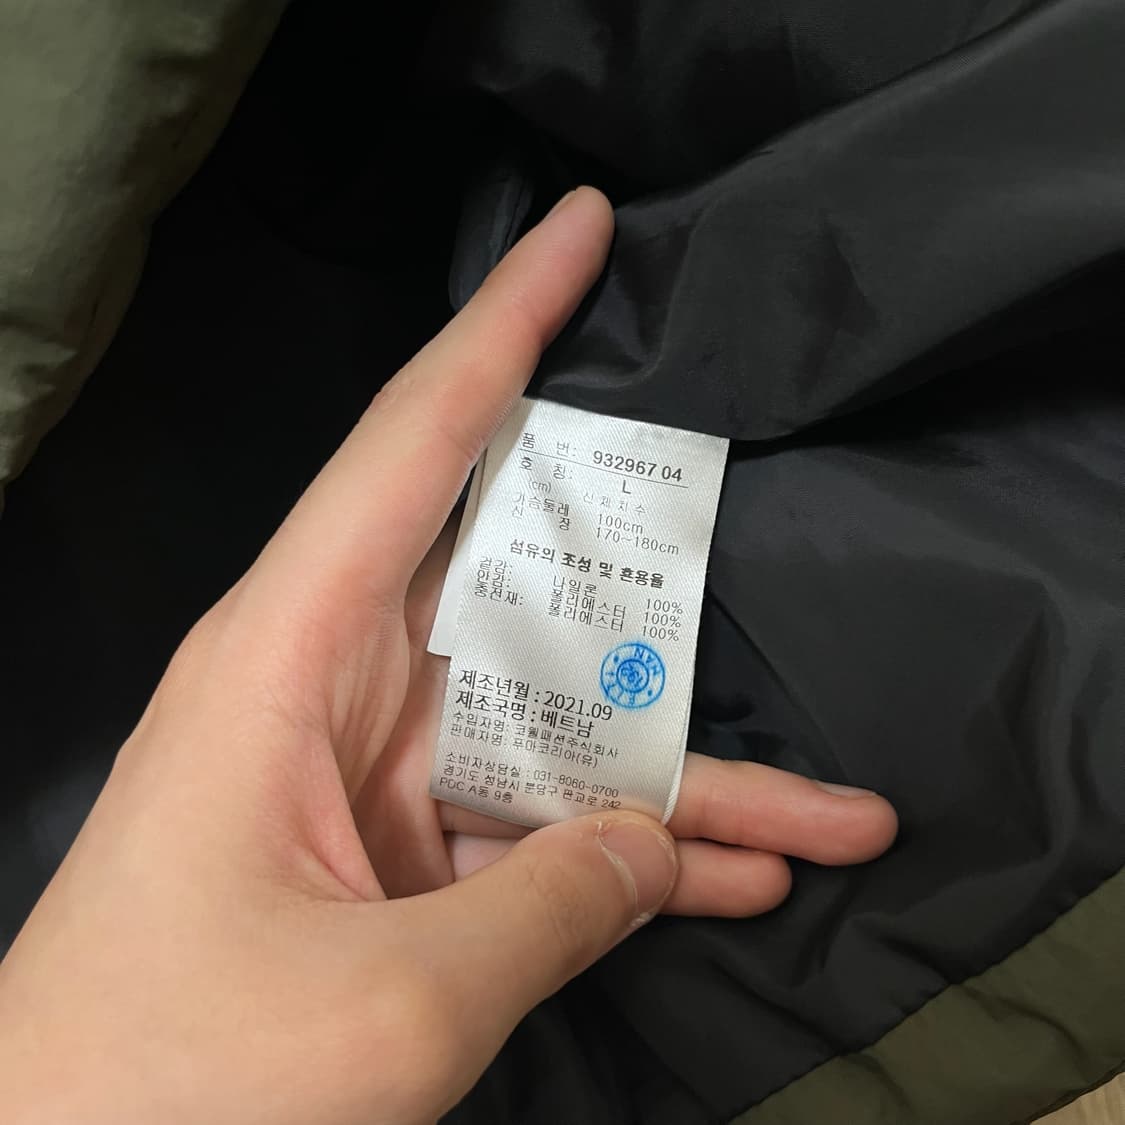 품 번: 932967 04
호 칭: L
(cm) 신체치수
가슴둘레 100cm
신 장 170~180cm
섬유의 조성 및 혼용율
겉감: 나일론 100%
안감: 폴리에스터 100%
충전재: 폴리에스터 100%
제조년월 : 2021.09
제조국명 : 베트남
수입자명: 코웰패션주식회사
판매자명: 푸마코리아(유)
소비자상담실 : 031-8060-0700
경기도 성남시 분당구 판교로 242
PDC A동 9층